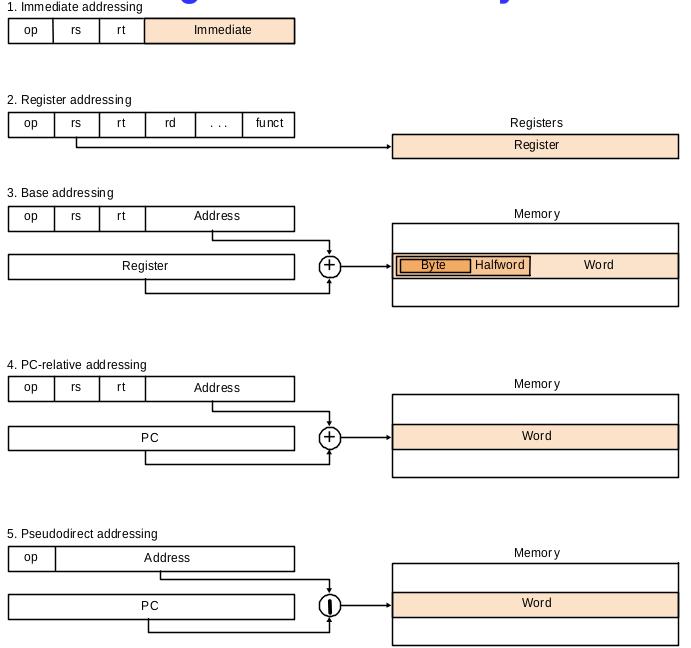 1. Immediate addressing
op rs rt Immediate
2. Register addressing
op rs rt rd . . . funct
Registers
Register
3. Base addressing
op rs rt Address
Memory
Register
+
Byte Halfword Word
4. PC-relative addressing
op rs rt Address
Memory
PC
+
Word
5. Pseudodirect addressing
op Address
Memory
PC
Word